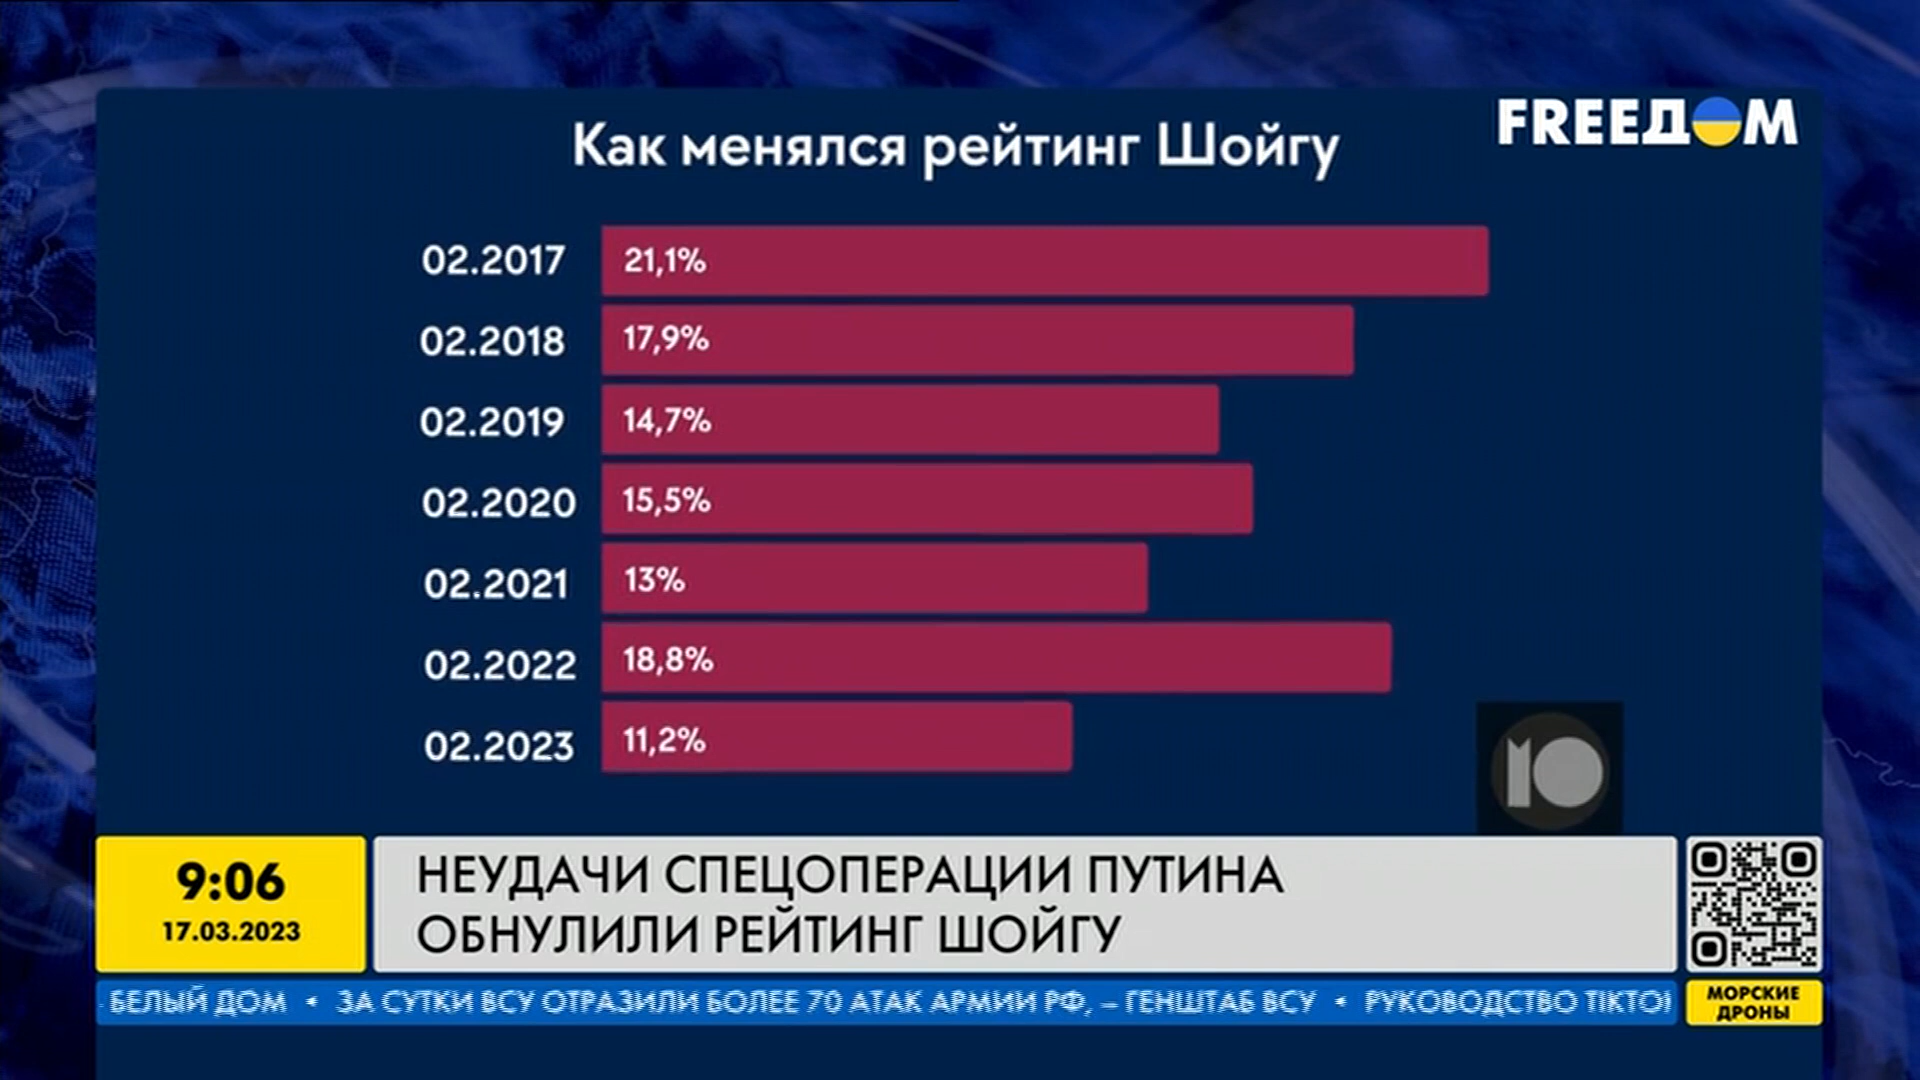 FREEДOM
Как менялся рейтинг Шойгу
02.2017 21,1%
02.2018 17,9%
02.2019 14,7%
02.2020 15,5%
02.2021 13%
02.2022 18,8%
02.2023 11,2%
Ю
9:06
17.03.2023
НЕУДАЧИ СПЕЦОПЕРАЦИИ ПУТИНА
ОБНУЛИЛИ РЕЙТИНГ ШОЙГУ
БЕЛЫЙ ДОМ • ЗА СУТКИ ВСУ ОТРАЗИЛИ БОЛЕЕ 70 АТАК АРМИИ РФ, – ГЕНШТАБ ВСУ • РУКОВОДСТВО TIKTO
МОРСКИЕ
ДРОНЫ